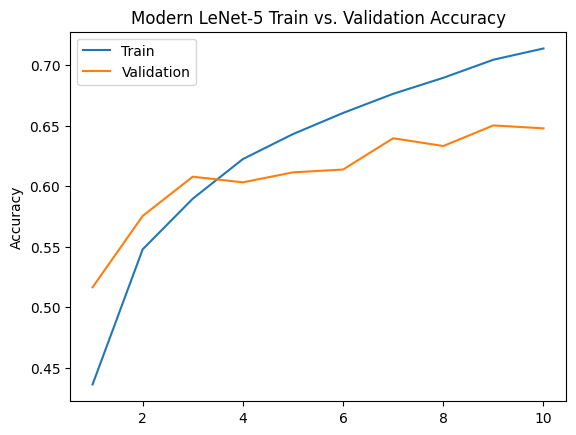 Modern LeNet-5 Train vs. Validation Accuracy
Train
Validation
Accuracy
0.70
0.65
0.60
0.55
0.50
0.45
2 4 6 8 10